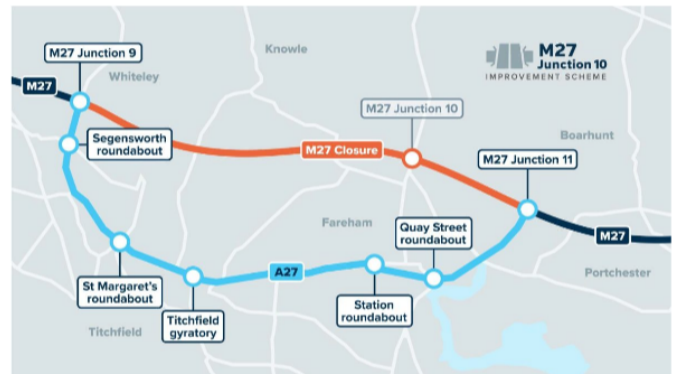 M27 Junction 9
Knowle
M27
Junction 10
IMPROVEMENT SCHEME
Whiteley
M27
M27 Junction 10
Segensworth
roundabout
M27 Closure
Boarhunt
M27 Junction 11
Fareham
Quay Street
roundabout
M27
A27
Portchester
St Margaret's
roundabout
Station
roundabout
Titchfield
Titchfield
gyratory